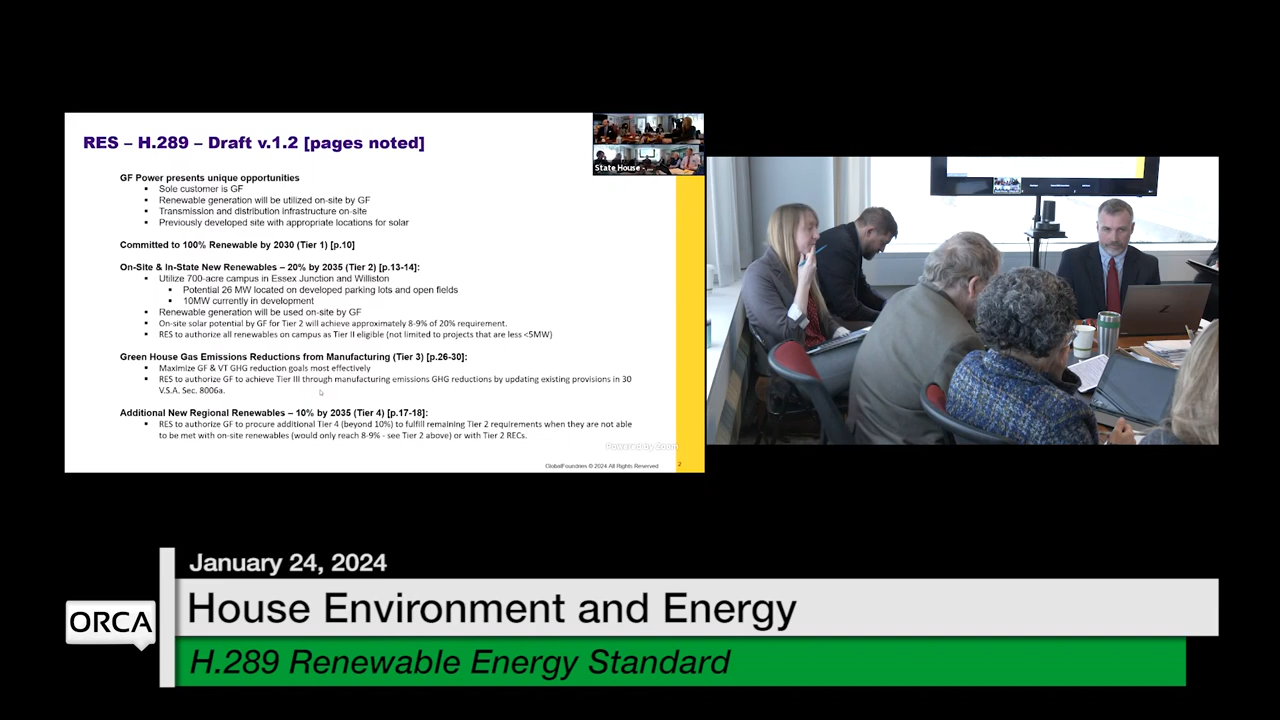 RES – H.289 – Draft v.1.2 [pages noted]
State House -
GF Power presents unique opportunities
▪ Sole customer is GF
▪ Renewable generation will be utilized on-site by GF
▪ Transmission and distribution infrastructure on-site
▪ Previously developed site with appropriate locations for solar
Committed to 100% Renewable by 2030 (Tier 1) [p.10]
On-Site & In-State New Renewables – 20% by 2035 (Tier 2) [p.13-14]:
▪ Utilize 700-acre campus in Essex Junction and Williston
▪ Potential 26 MW located on developed parking lots and open fields
▪ 10MW currently in development
▪ Renewable generation will be used on-site by GF
▪ On-site solar potential by GF for Tier 2 will achieve approximately 8-9% of 20% requirement.
▪ RES to authorize all renewables on campus as Tier II eligible (not limited to projects that are less <5MW)
Green House Gas Emissions Reductions from Manufacturing (Tier 3) [p.26-30]:
▪ Maximize GF & VT GHG reduction goals most effectively
▪ RES to authorize GF to achieve Tier III through manufacturing emissions GHG reductions by updating existing provisions in 30
V.S.A. Sec. 8006a.
Additional New Regional Renewables – 10% by 2035 (Tier 4) [p.17-18]:
▪ RES to authorize GF to procure additional Tier 4 (beyond 10%) to fulfill remaining Tier 2 requirements when they are not able
to be met with on-site renewables (would only reach 8-9% - see Tier 2 above) or with Tier 2 RECs.
Powered by Zoom
GlobalFoundries © 2024 All Rights Reserved
2
January 24, 2024
House Environment and Energy
ORCA
H.289 Renewable Energy Standard